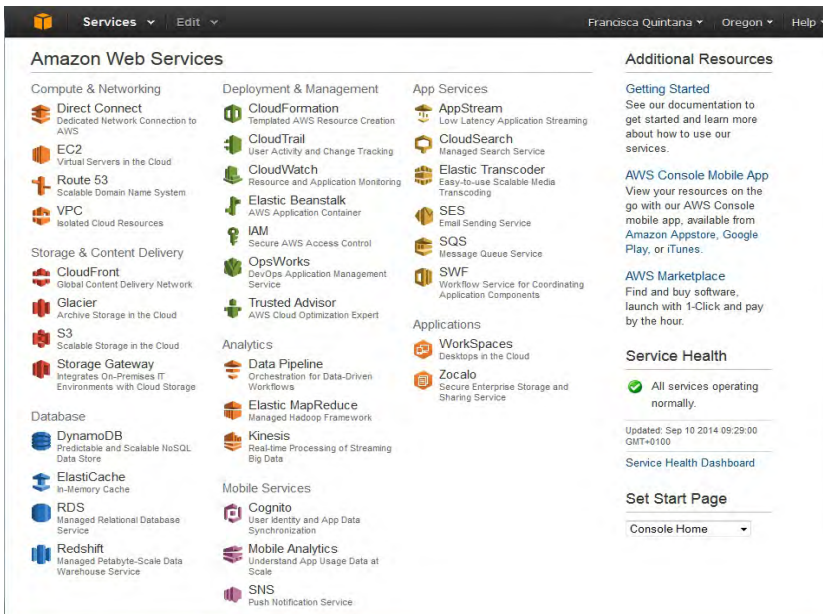 Services Edit Francisca Quintana Oregon Help
Amazon Web Services
Compute & Networking
Direct Connect
Dedicated Network Connection to
AWS
EC2
Virtual Servers in the Cloud
Route 53
Scalable Domain Name System
VPC
Isolated Cloud Resources
Storage & Content Delivery
CloudFront
Global Content Delivery Network
Glacier
Archive Storage in the Cloud
S3
Scalable Storage in the Cloud
Storage Gateway
Integrates On-Premises IT
Environments with Cloud Storage
Database
DynamoDB
Predictable and Scalable NoSQL
Data Store
ElastiCache
In-Memory Cache
RDS
Managed Relational Database
Service
Redshift
Managed Petabyte-Scale Data
Warehouse Service
Deployment & Management
CloudFormation
Templated AWS Resource Creation
CloudTrail
User Activity and Change Tracking
CloudWatch
Resource and Application Monitoring
Elastic Beanstalk
AWS Application Container
IAM
Secure AWS Access Control
OpsWorks
DevOps Application Management
Service
Trusted Advisor
AWS Cloud Optimization Expert
Analytics
Data Pipeline
Orchestration for Data-Driven
Workflows
Elastic MapReduce
Managed Hadoop Framework
Kinesis
Real-time Processing of Streaming
Big Data
Mobile Services
Cognito
User Identity and App Data
Synchronization
Mobile Analytics
Understand App Usage Data at
Scale
SNS
Push Notification Service
App Services
AppStream
Low Latency Application Streaming
CloudSearch
Managed Search Service
Elastic Transcoder
Easy-to-use Scalable Media
Transcoding
SES
Email Sending Service
SQS
Message Queue Service
SWF
Workflow Service for Coordinating
Application Components
Applications
WorkSpaces
Desktops in the Cloud
Zocalo
Secure Enterprise Storage and
Sharing Service
Additional Resources
Getting Started
See our documentation to
get started and learn more
about how to use our
services.
AWS Console Mobile App
View your resources on the
go with our AWS Console
mobile app, available from
Amazon Appstore, Google
Play, or iTunes.
AWS Marketplace
Find and buy software,
launch with 1-Click and pay
by the hour.
Service Health
All services operating
normally.
Updated: Sep 10 2014 09:29:00
GMT+0100
Service Health Dashboard
Set Start Page
Console Home